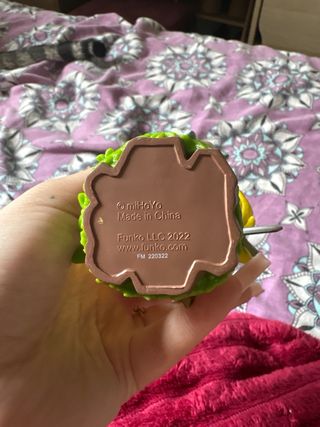 © miHoYo
Made in China
Funko LLC 2022
www.funko.com
FM 220322